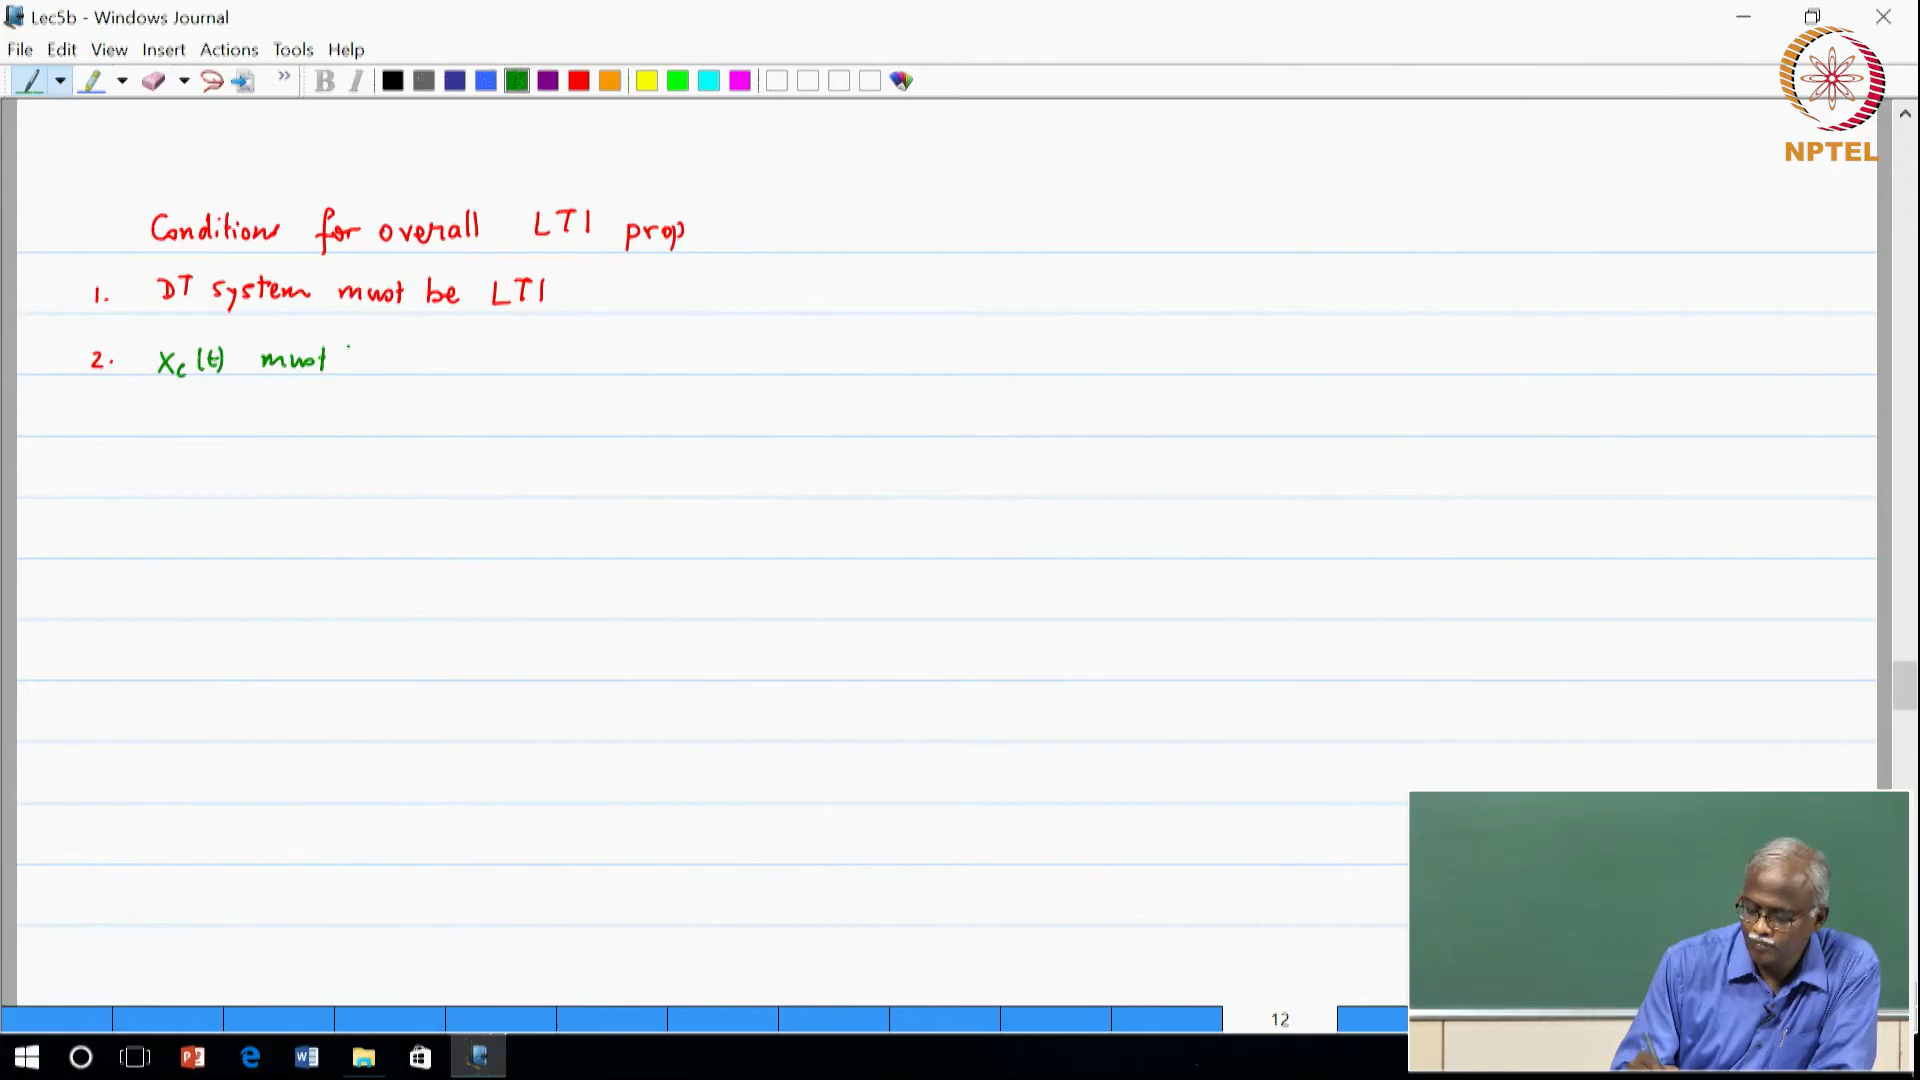 Lec5b - Windows Journal
File Edit View Insert Actions Tools Help
NPTEL
Conditions for overall LTI prop
1. DT system must be LTI
2. xc(t) must
12